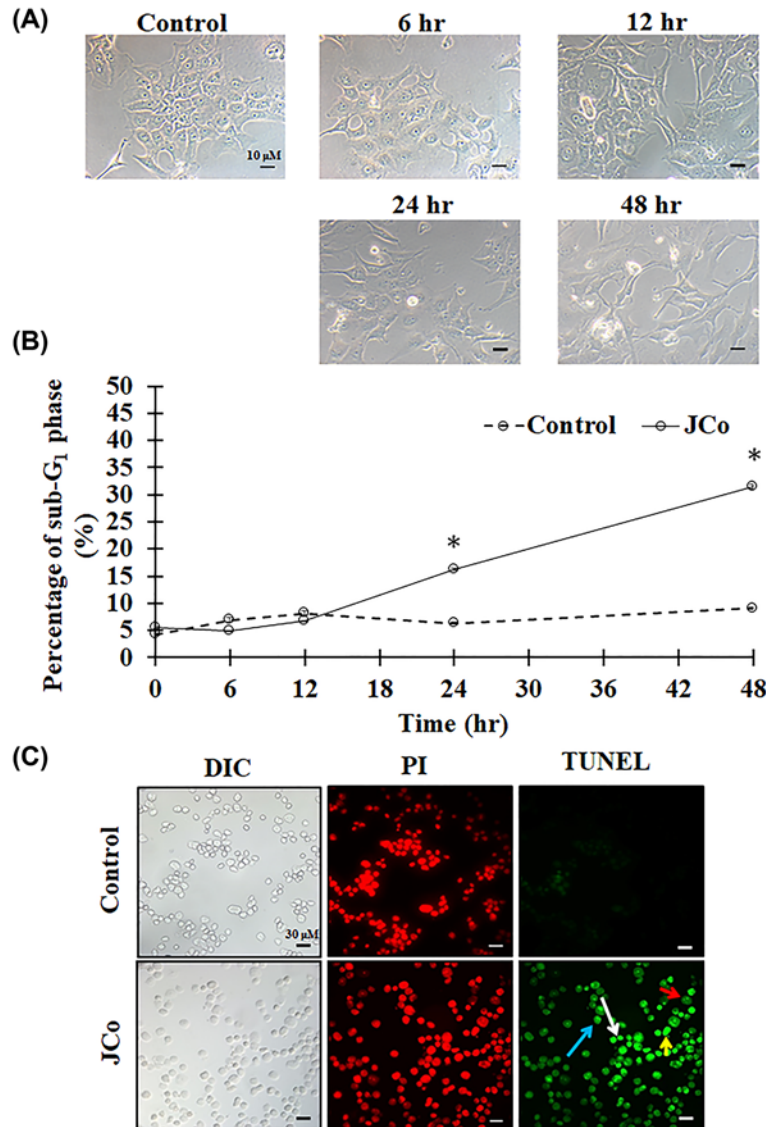 (A)
Control
6 hr
12 hr
10 μM
24 hr
48 hr
(B)
Percentage of sub-G₁ phase
(%)
50
45
40
35
30
25
20
15
10
5
0
Control
JCo
*
*
0
6
12
18
24
30
36
42
48
Time (hr)
(C)
DIC
PI
TUNEL
Control
30 μM
JCo